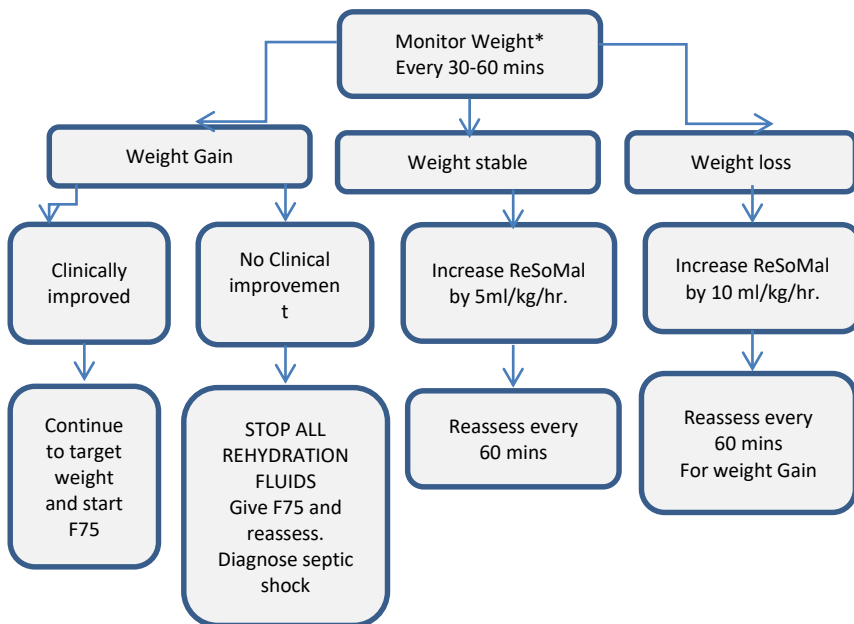 Monitor Weight*
Every 30-60 mins
Weight Gain
Weight stable
Weight loss
Clinically
improved
No Clinical
improvemen
t
Increase ReSoMal
by 5ml/kg/hr.
Increase ReSoMal
by 10 ml/kg/hr.
Continue
to target
weight
and start
F75
STOP ALL
REHYDRATION
FLUIDS
Give F75 and
reassess.
Diagnose septic
shock
Reassess every
60 mins
Reassess every
60 mins
For weight Gain